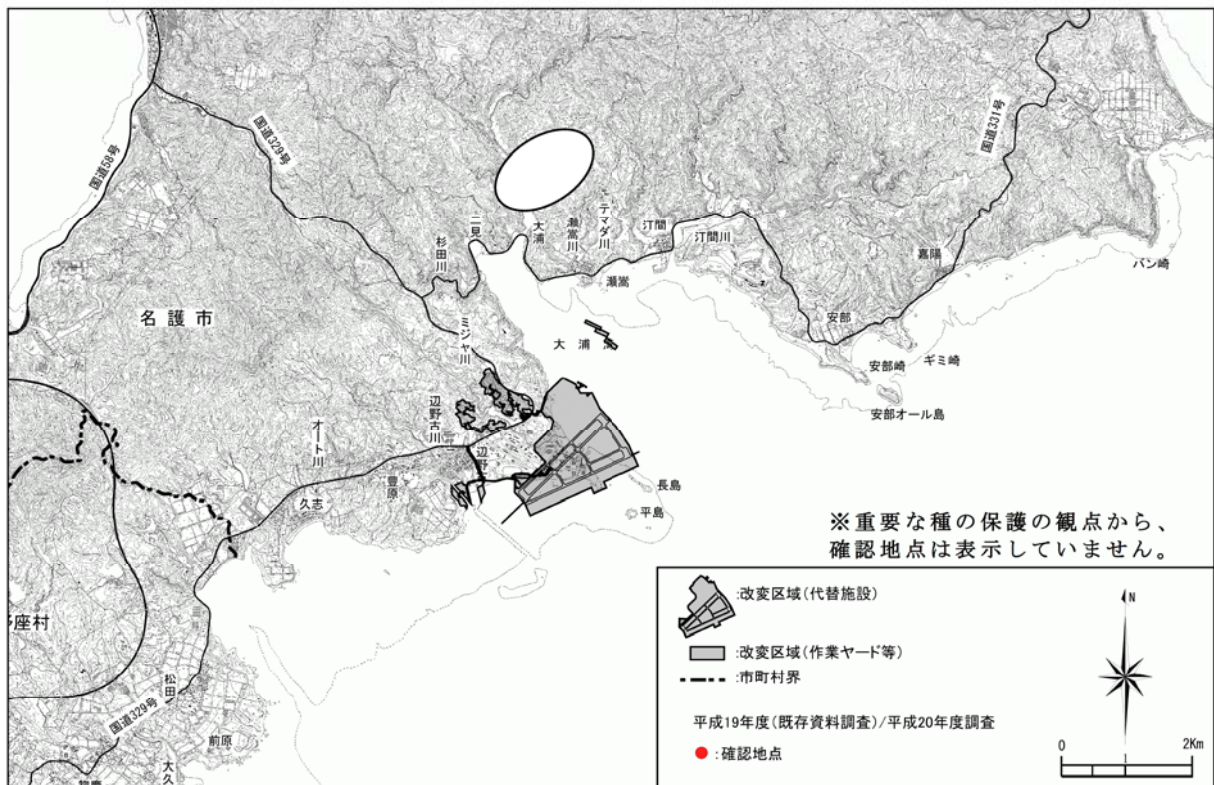 国道58号
国道329号
国道331号
二見
大浦
瀬嵩川
テマダ川
汀間
汀間川
杉田川
瀬嵩
嘉陽
バン崎
名護市
ミジャ川
大浦
安部
安部崎
ギミ崎
安部オール島
辺野古川
オート川
辺野
豊原
久志
長島
平島
※重要な種の保護の観点から、
確認地点は表示していません。
座村
松田
国道329号
前原
大久
:改変区域(代替施設)
:改変区域(作業ヤード等)
:市町村界
平成19年度(既存資料調査)/平成20年度調査
:確認地点
N
0 2Km